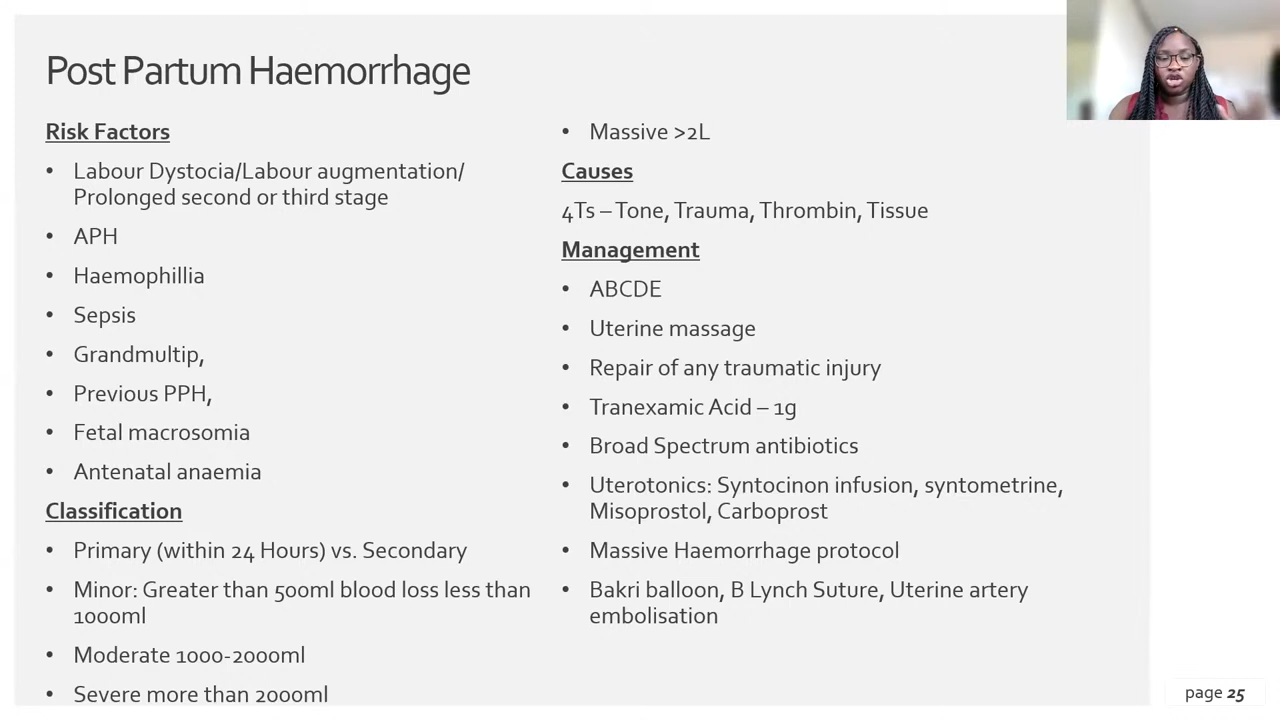 Post Partum Haemorrhage
Risk Factors
• Labour Dystocia/Labour augmentation/
Prolonged second or third stage
• APH
• Haemophillia
• Sepsis
• Grandmultip,
• Previous PPH,
• Fetal macrosomia
• Antenatal anaemia
Classification
• Primary (within 24 Hours) vs. Secondary
• Minor: Greater than 500ml blood loss less than
1000ml
• Moderate 1000-2000ml
• Severe more than 2000ml
• Massive >2L
Causes
4Ts – Tone, Trauma, Thrombin, Tissue
Management
• ABCDE
• Uterine massage
• Repair of any traumatic injury
• Tranexamic Acid – 1g
• Broad Spectrum antibiotics
• Uterotonics: Syntocinon infusion, syntometrine,
Misoprostol, Carboprost
• Massive Haemorrhage protocol
• Bakri balloon, B Lynch Suture, Uterine artery
embolisation
page 25